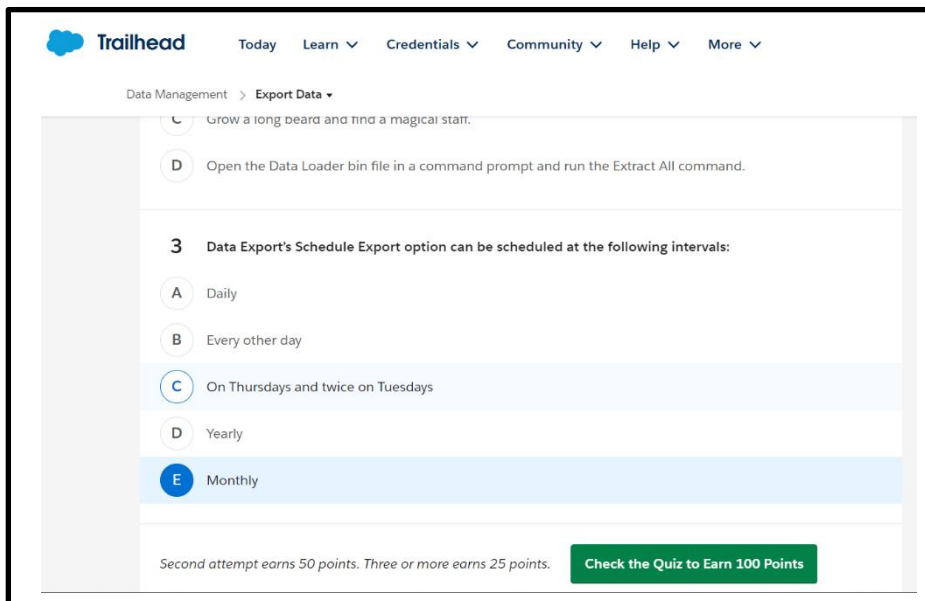 Trailhead Today Learn Credentials Community Help More
Data Management > Export Data
C Grow a long beard and find a magical staff.
D Open the Data Loader bin file in a command prompt and run the Extract All command.
3 Data Export's Schedule Export option can be scheduled at the following intervals:
A Daily
B Every other day
C On Thursdays and twice on Tuesdays
D Yearly
E Monthly
Second attempt earns 50 points. Three or more earns 25 points. Check the Quiz to Earn 100 Points